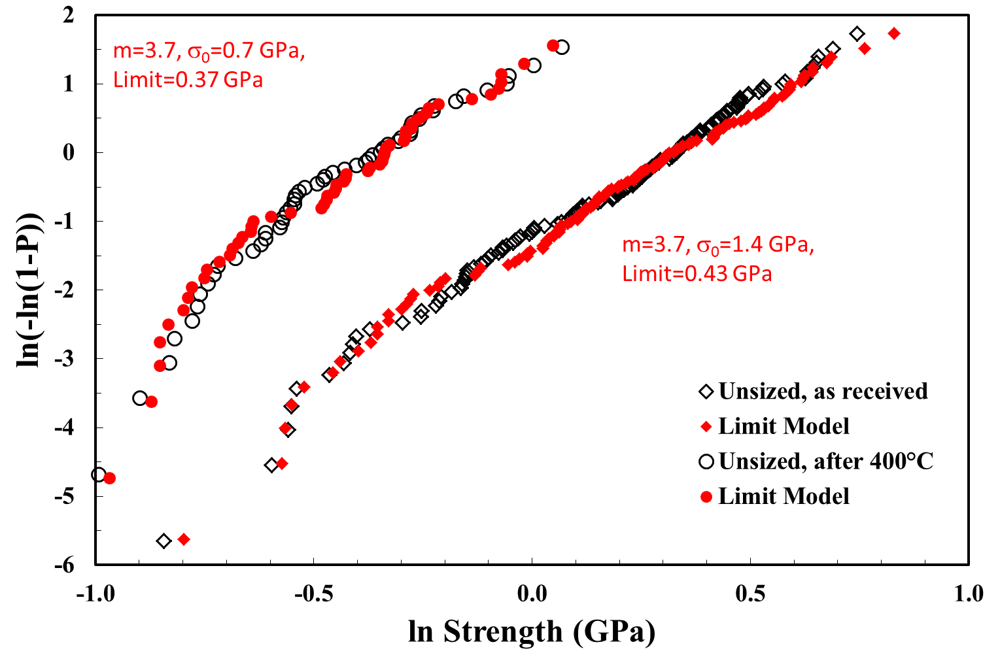 2
1
0
-1
-2
-3
-4
-5
-6
ln(-ln(1-P))
m=3.7, σ0=0.7 GPa,
Limit=0.37 GPa
m=3.7, σ0=1.4 GPa,
Limit=0.43 GPa
Unsized, as received
Limit Model
Unsized, after 400°C
Limit Model
-1.0 -0.5 0.0 0.5 1.0
ln Strength (GPa)